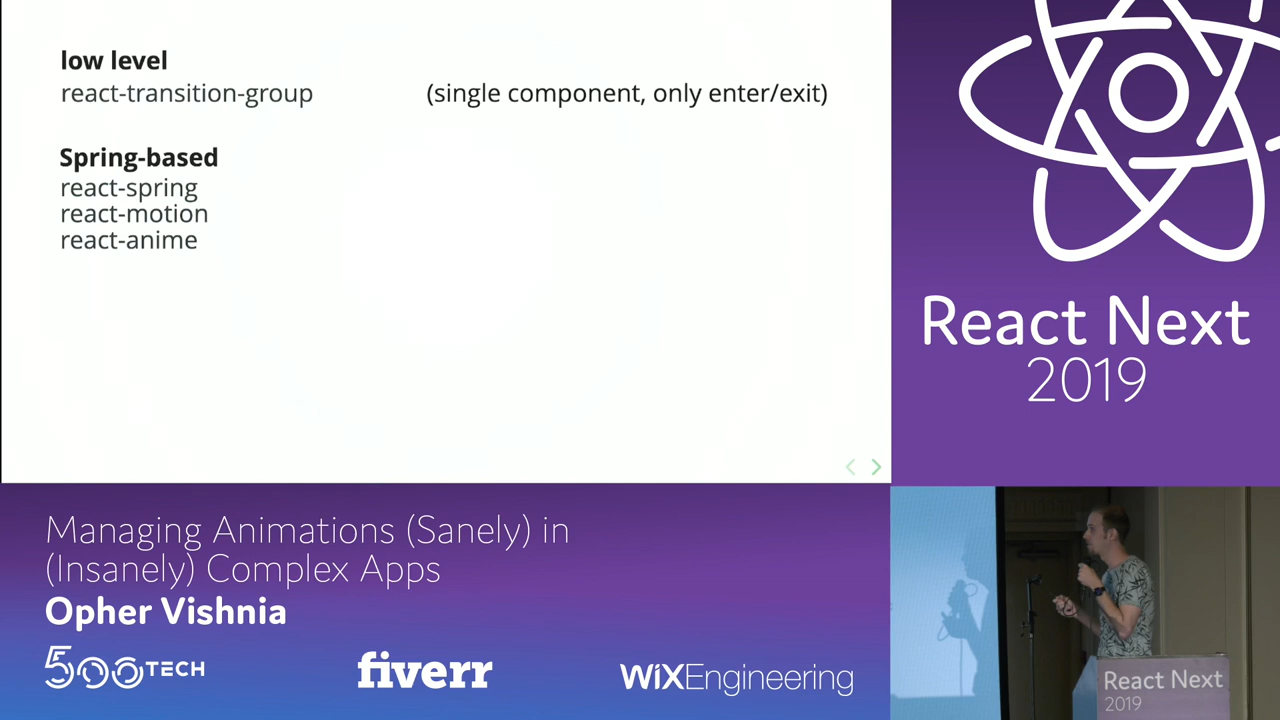 low level
react-transition-group (single component, only enter/exit)
Spring-based
react-spring
react-motion
react-anime
React Next
2019
Managing Animations (Sanely) in
(Insanely) Complex Apps
Opher Vishnia
500TECH
fiverr
WiXEngineering
React Next
2019